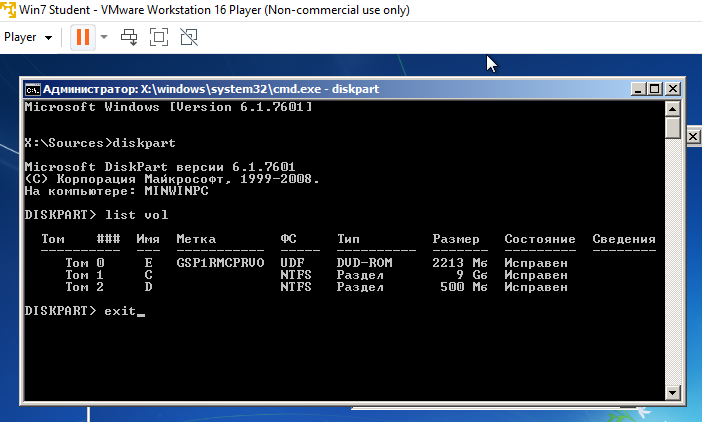 Win7 Student - VMware Workstation 16 Player (Non-commercial use only)
Player
Администратор: X:\windows\system32\cmd.exe - diskpart
Microsoft Windows [Version 6.1.7601]
X:\Sources>diskpart
Microsoft DiskPart версии 6.1.7601
(C) Корпорация Майкрософт, 1999-2008.
На компьютере: MINWINPC
DISKPART> list vol
Том ### Имя Метка ФС Тип Размер Состояние Сведения
---------- --- ----------- ----- ---------- ------- --------- --------
Том 0 E GSP1RMCPRVO UDF DVD-ROM 2213 Мб Исправен
Том 1 C NTFS Раздел 9 Gб Исправен
Том 2 D NTFS Раздел 500 Мб Исправен
DISKPART> exit_